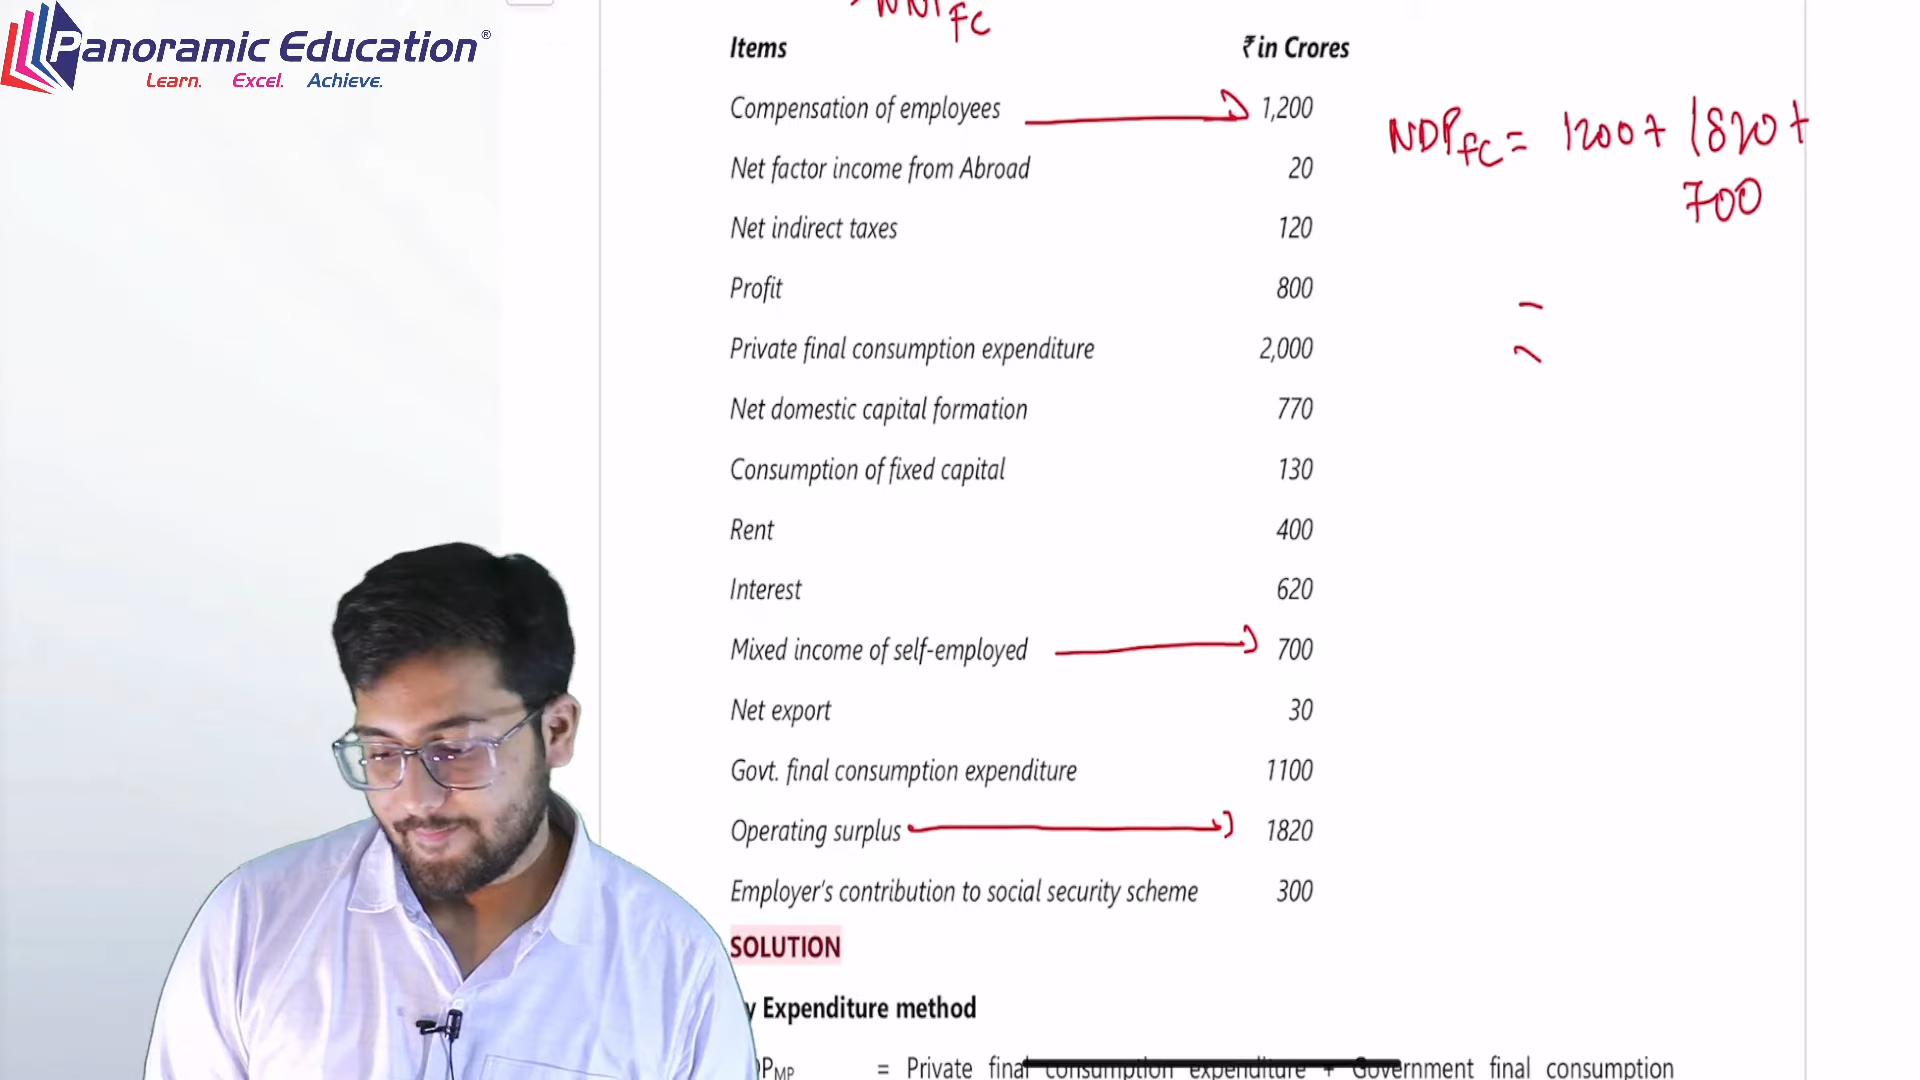 Panoramic Education®
Learn. Excel. Achieve.
FC
Items ₹ in Crores
Compensation of employees 1,200
Net factor income from Abroad 20
Net indirect taxes 120
Profit 800
Private final consumption expenditure 2,000
Net domestic capital formation 770
Consumption of fixed capital 130
Rent 400
Interest 620
Mixed income of self-employed 700
Net export 30
Govt. final consumption expenditure 1100
Operating surplus 1820
Employer's contribution to social security scheme 300
NDPFC = 1200+ 1820+
700
=
SOLUTION
y Expenditure method
PMP = Private final consumption expenditure + Government final consumption